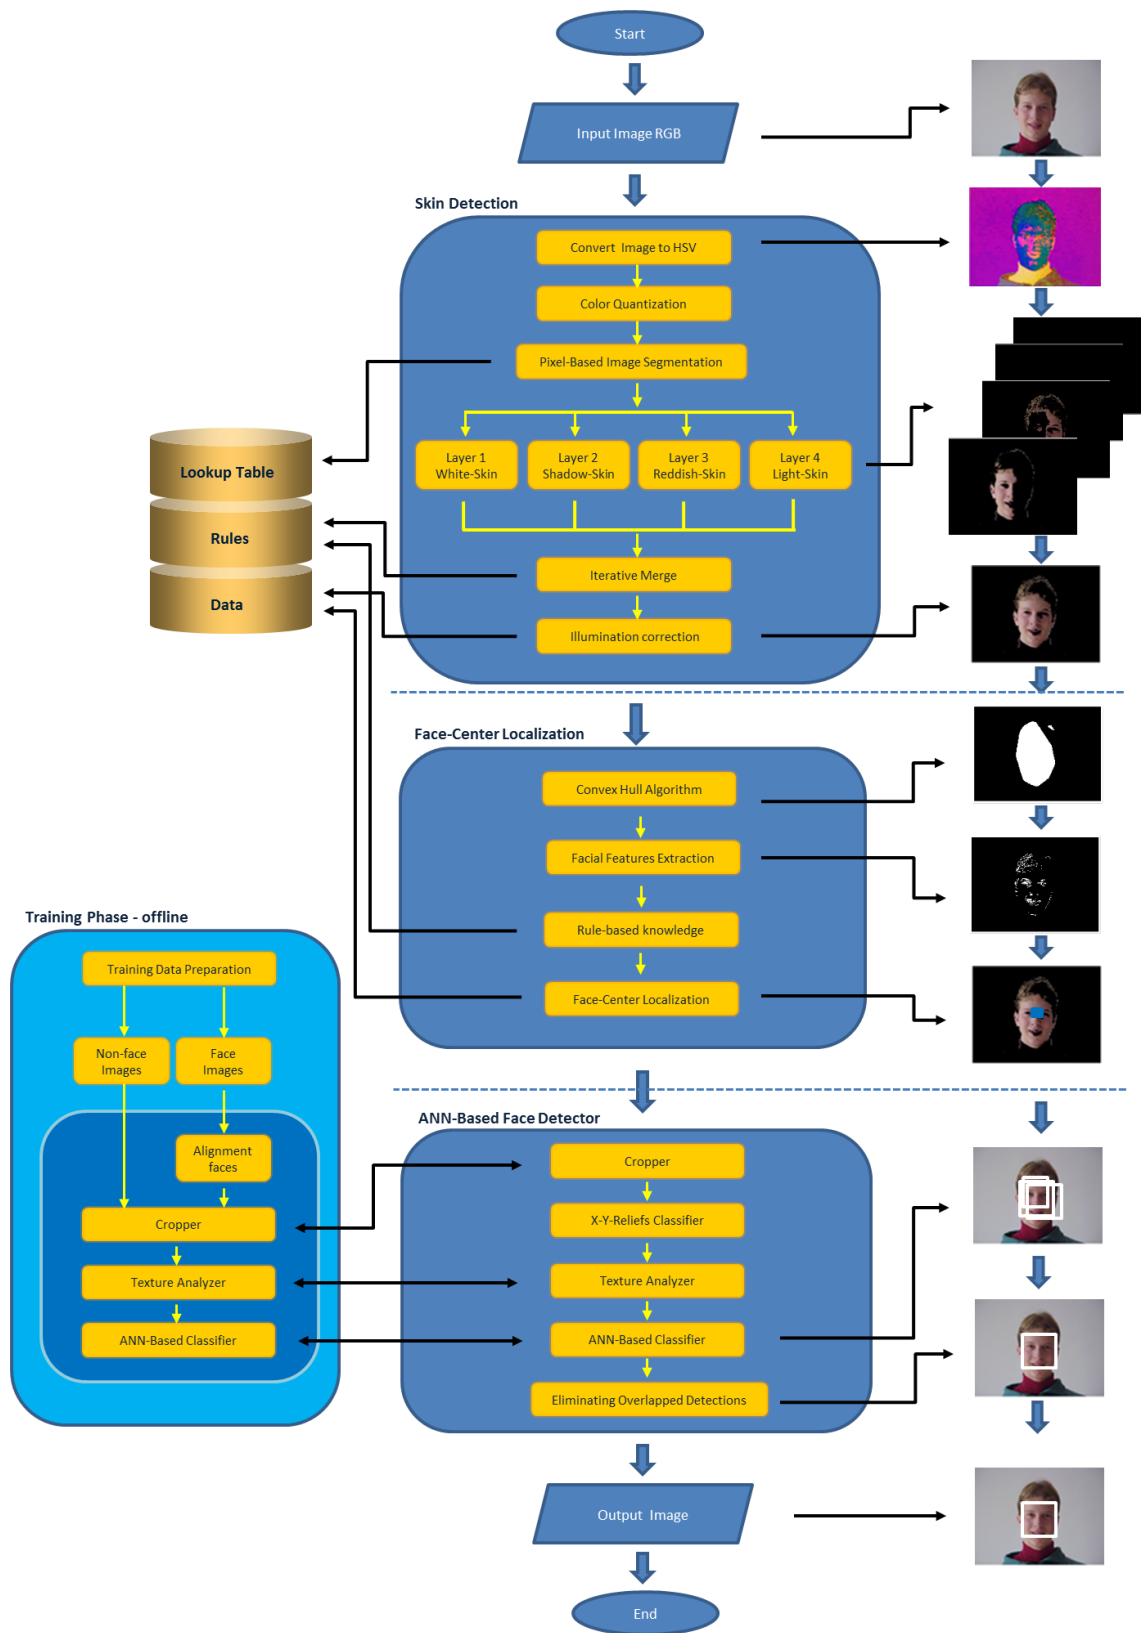 Start
Input Image RGB
Skin Detection
Convert Image to HSV
Color Quantization
Pixel-Based Image Segmentation
Layer 1
White-Skin
Layer 2
Shadow-Skin
Layer 3
Reddish-Skin
Layer 4
Light-Skin
Iterative Merge
Illumination correction
Lookup Table
Rules
Data
Face-Center Localization
Convex Hull Algorithm
Facial Features Extraction
Rule-based knowledge
Face-Center Localization
Training Phase - offline
Training Data Preparation
Non-face
Images
Face
Images
Alignment
faces
Cropper
Texture Analyzer
ANN-Based Classifier
ANN-Based Face Detector
Cropper
X-Y-Reliefs Classifier
Texture Analyzer
ANN-Based Classifier
Eliminating Overlapped Detections
Output Image
End